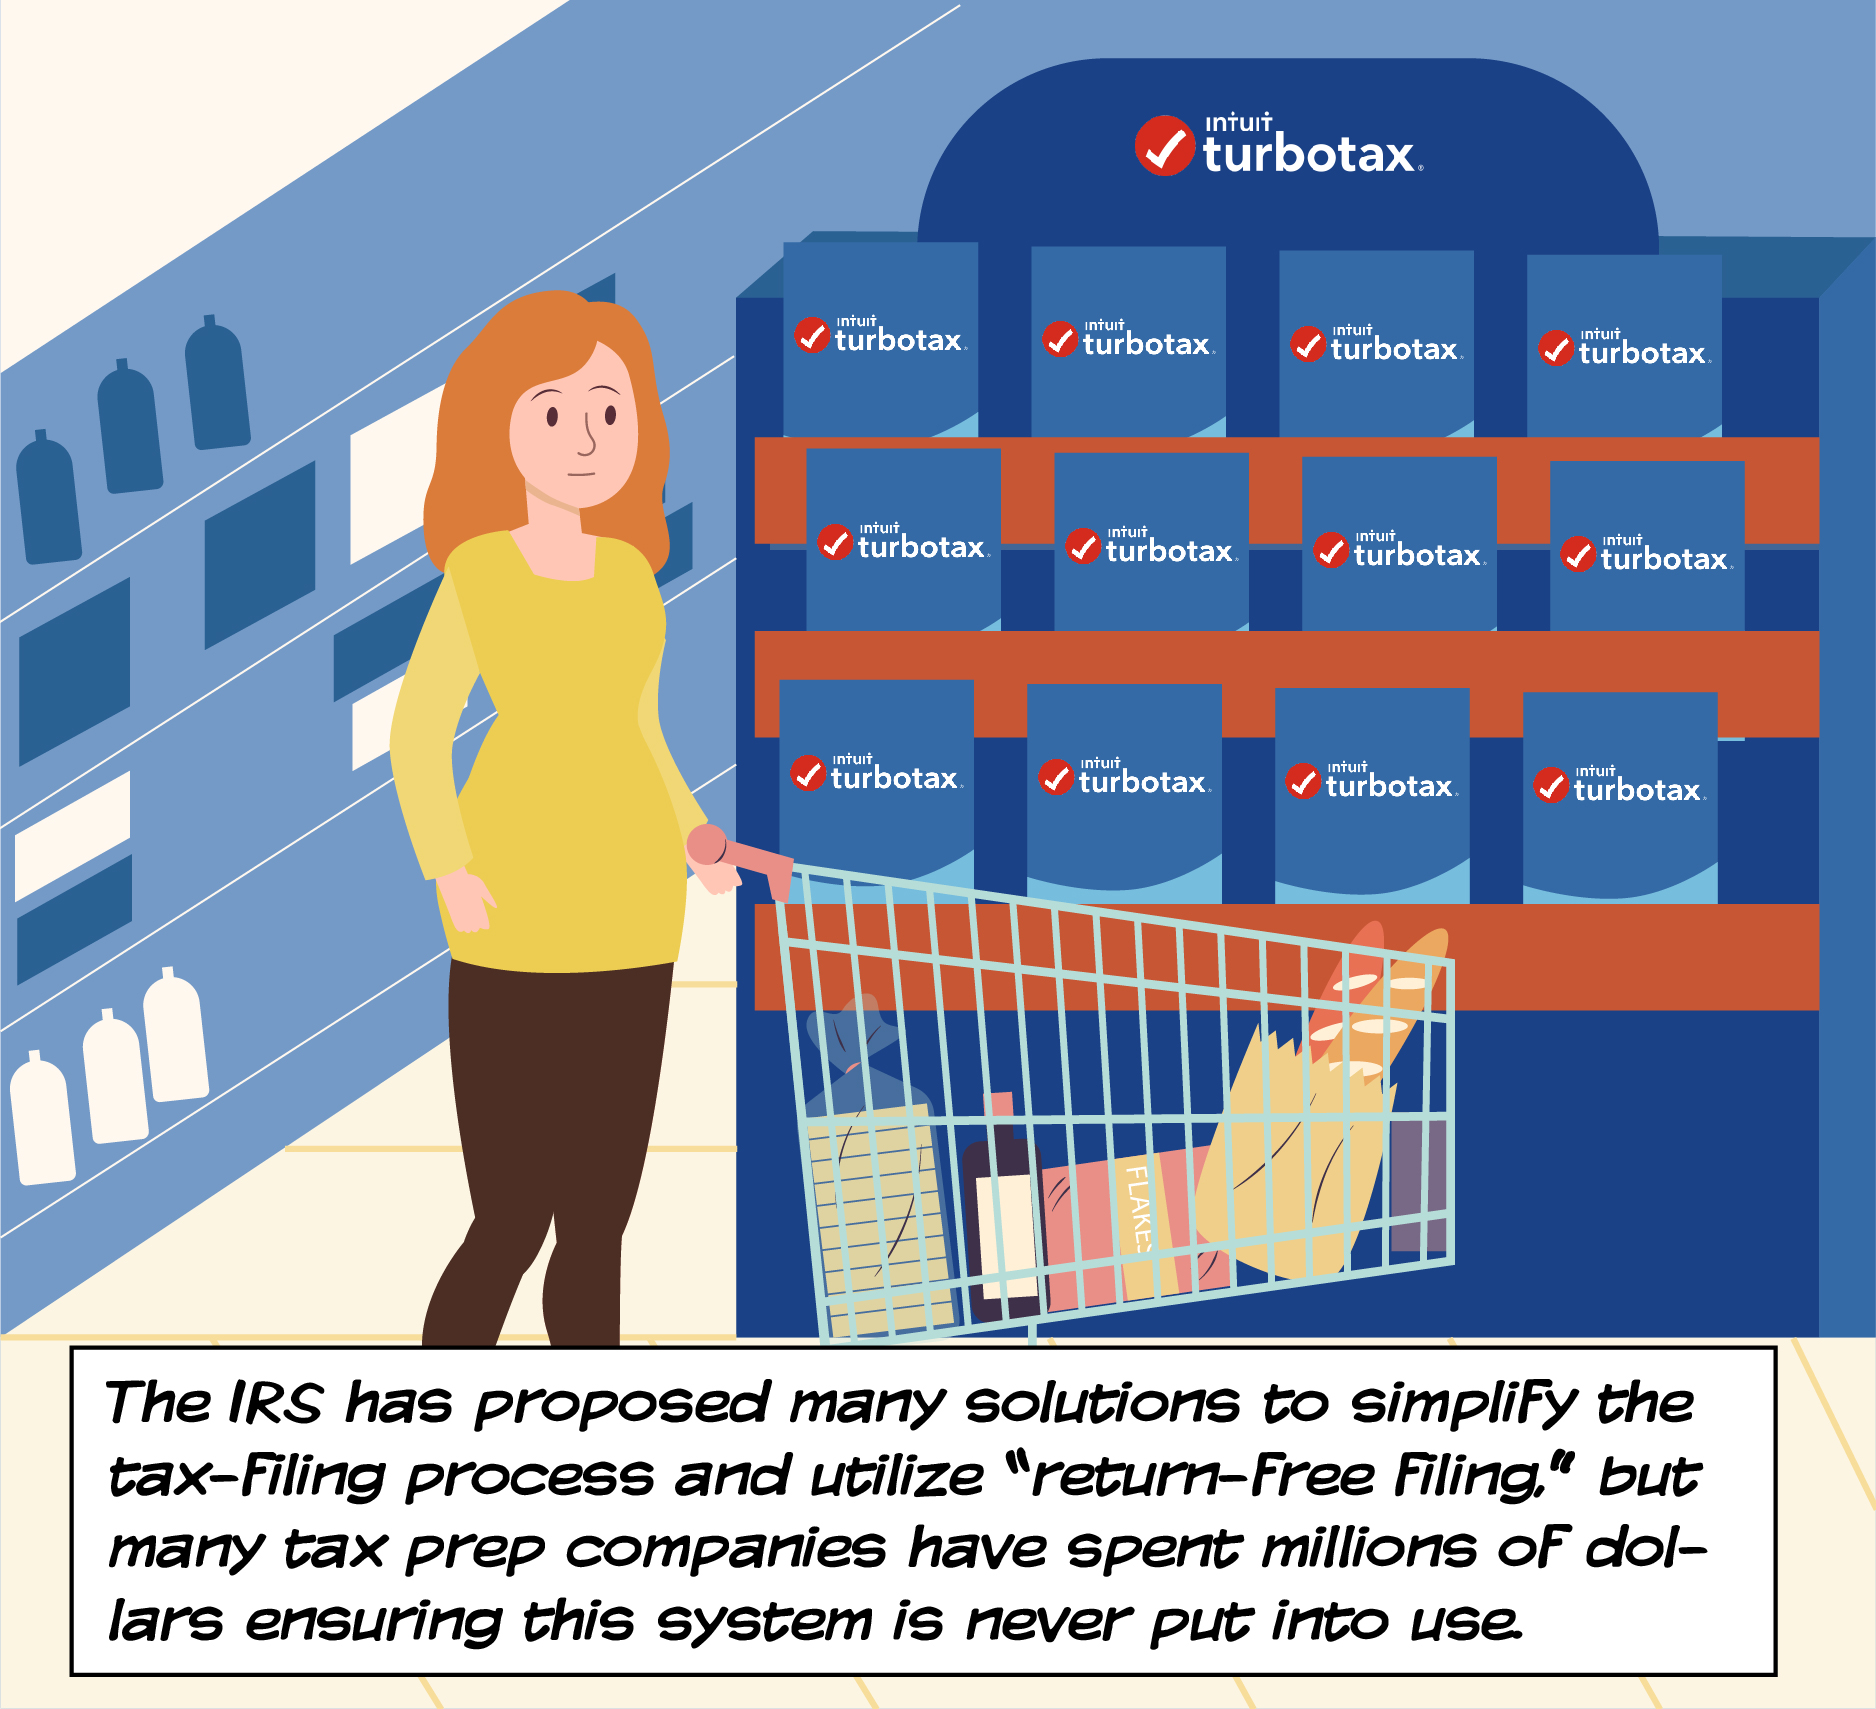 intuit
turbotax
intuit
turbotax
intuit
turbotax
intuit
turbotax
intuit
turbotax
intuit
turbotax
intuit
turbotax
intuit
turbotax
intuit
turbotax
intuit
turbotax
intuit
turbotax
intuit
turbotax
intuit
turbotax
FLAKES
The IRS has proposed many solutions to simplify the
tax-filing process and utilize “return-free filing,” but
many tax prep companies have spent millions of dol-
lars ensuring this system is never put into use.